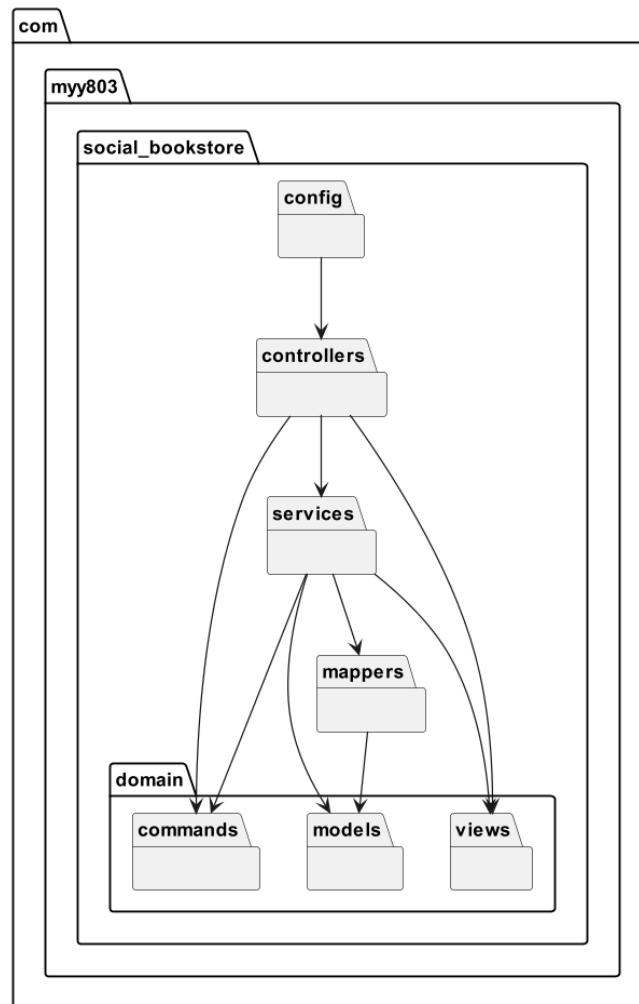 com
myy803
social_bookstore
config
controllers
services
mappers
domain
commands
models
views